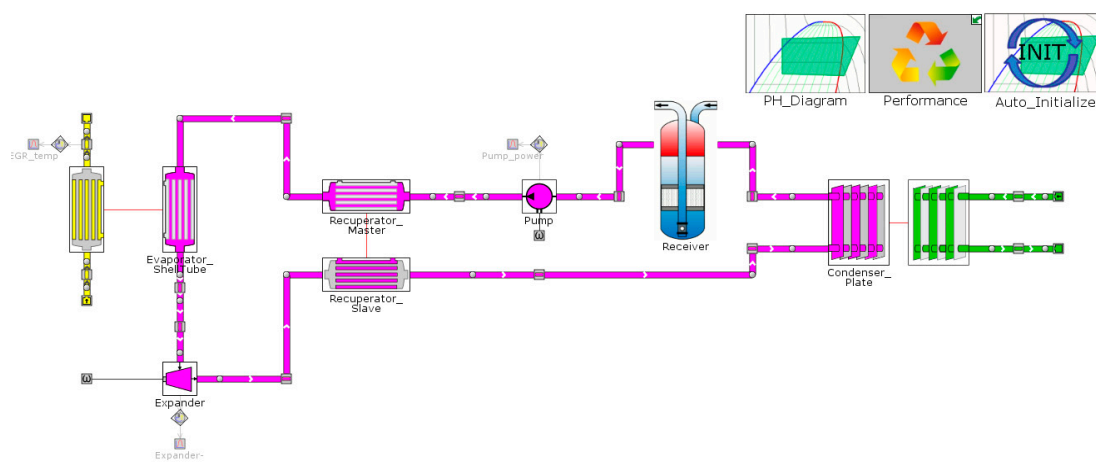 INIT
PH_Diagram
Performance
Auto_Initialize
EGR_temp
Pump_power
Recuperator_
Master
Pump
ω
Receiver
Evaporator_
ShellTube
Condenser_
Plate
Recuperator_
Slave
ω
Expander
Expander-